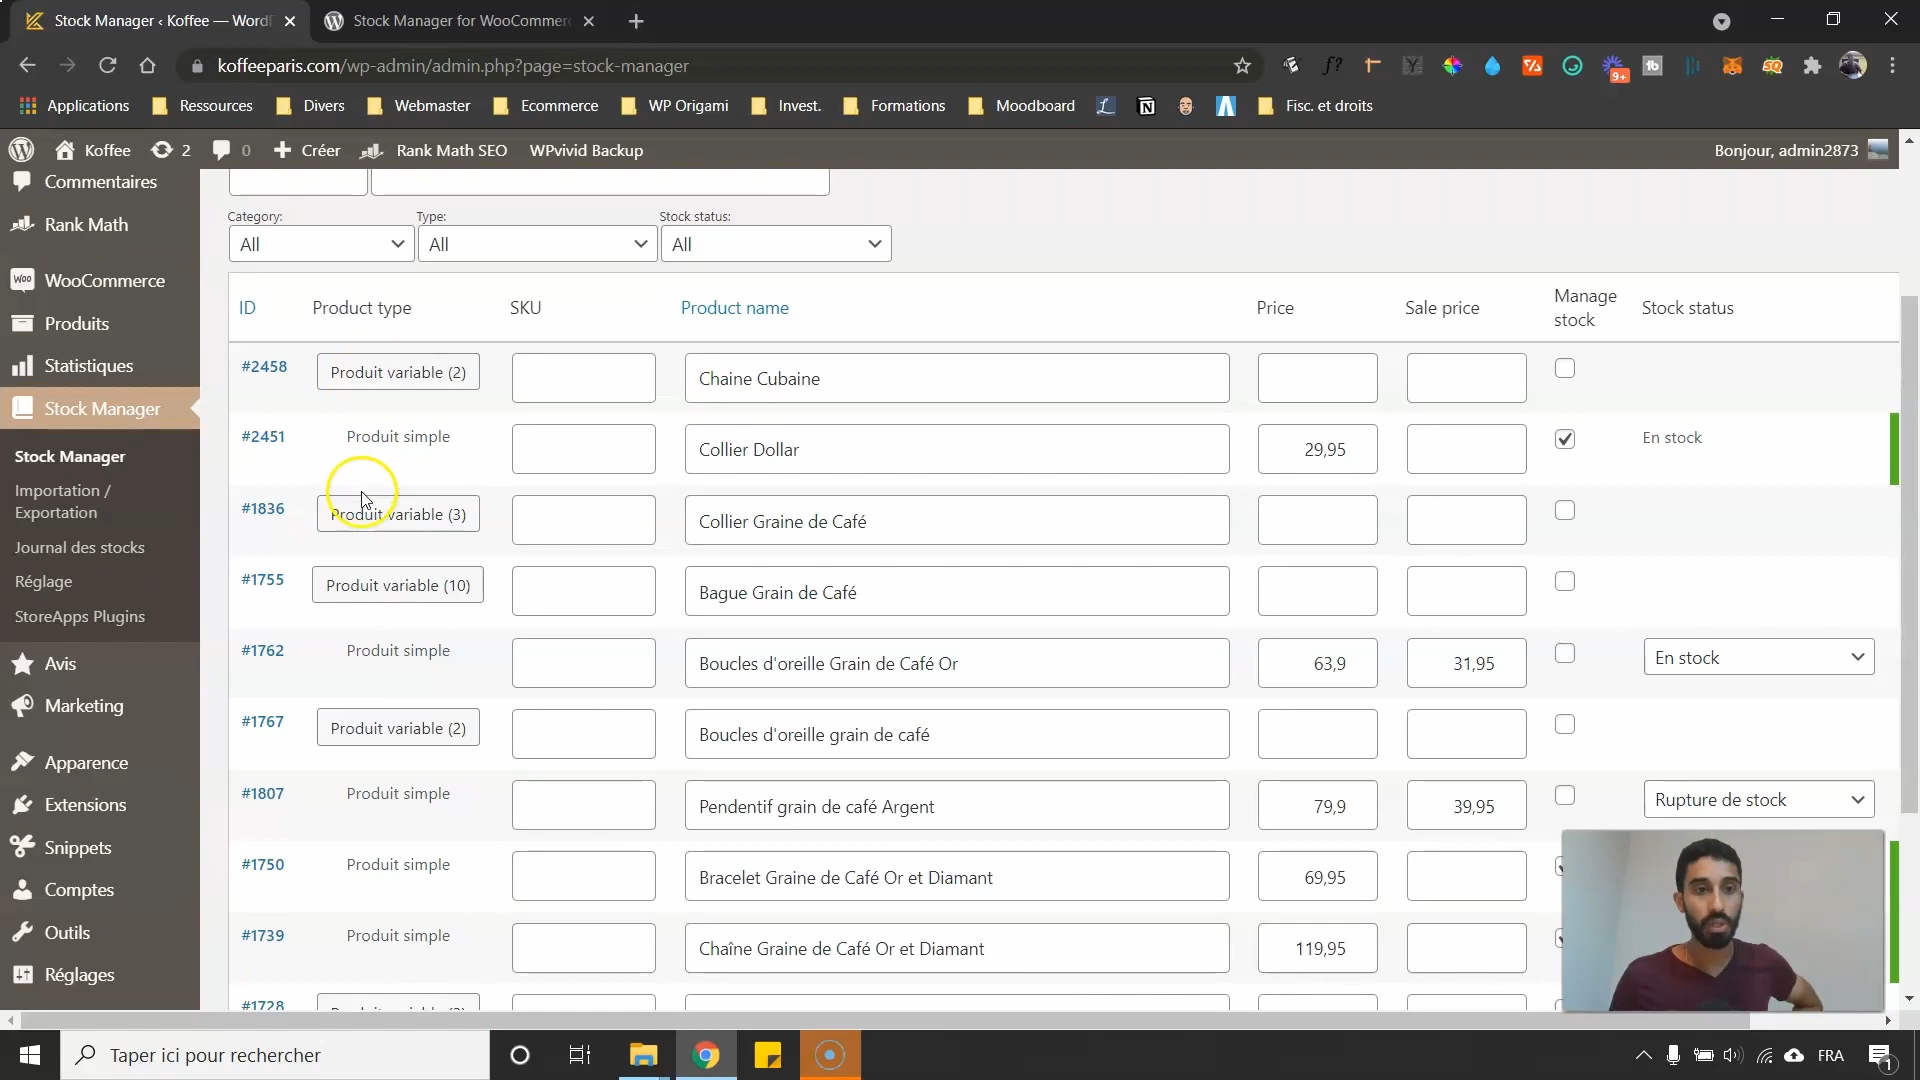 Stock Manager ‹ Koffee — Word
Stock Manager for WooCommer
koffeeparis.com/wp-admin/admin.php?page=stock-manager
9+
Applications
Ressources
Divers
Webmaster
Ecommerce
WP Origami
Invest.
Formations
Moodboard
Fisc. et droits
Koffee
2
0
Créer
Rank Math SEO
WPvivid Backup
Bonjour, admin2873
Commentaires
Rank Math
WooCommerce
Produits
Statistiques
Stock Manager
Stock Manager
Importation /
Exportation
Journal des stocks
Réglage
StoreApps Plugins
Avis
Marketing
Apparence
Extensions
Snippets
Comptes
Outils
Réglages
Category: Type: Stock status:
All All All
ID Product type SKU Product name Price Sale price Manage stock Stock status
#2458 Produit variable (2) Chaine Cubaine
#2451 Produit simple Collier Dollar 29,95 En stock
#1836 Produit variable (3) Collier Graine de Café
#1755 Produit variable (10) Bague Grain de Café
#1762 Produit simple Boucles d'oreille Grain de Café Or 63,9 31,95 En stock
#1767 Produit variable (2) Boucles d'oreille grain de café
#1807 Produit simple Pendentif grain de café Argent 79,9 39,95 Rupture de stock
#1750 Produit simple Bracelet Graine de Café Or et Diamant 69,95
#1739 Produit simple Chaîne Graine de Café Or et Diamant 119,95
#1728
Taper ici pour rechercher
FRA
1